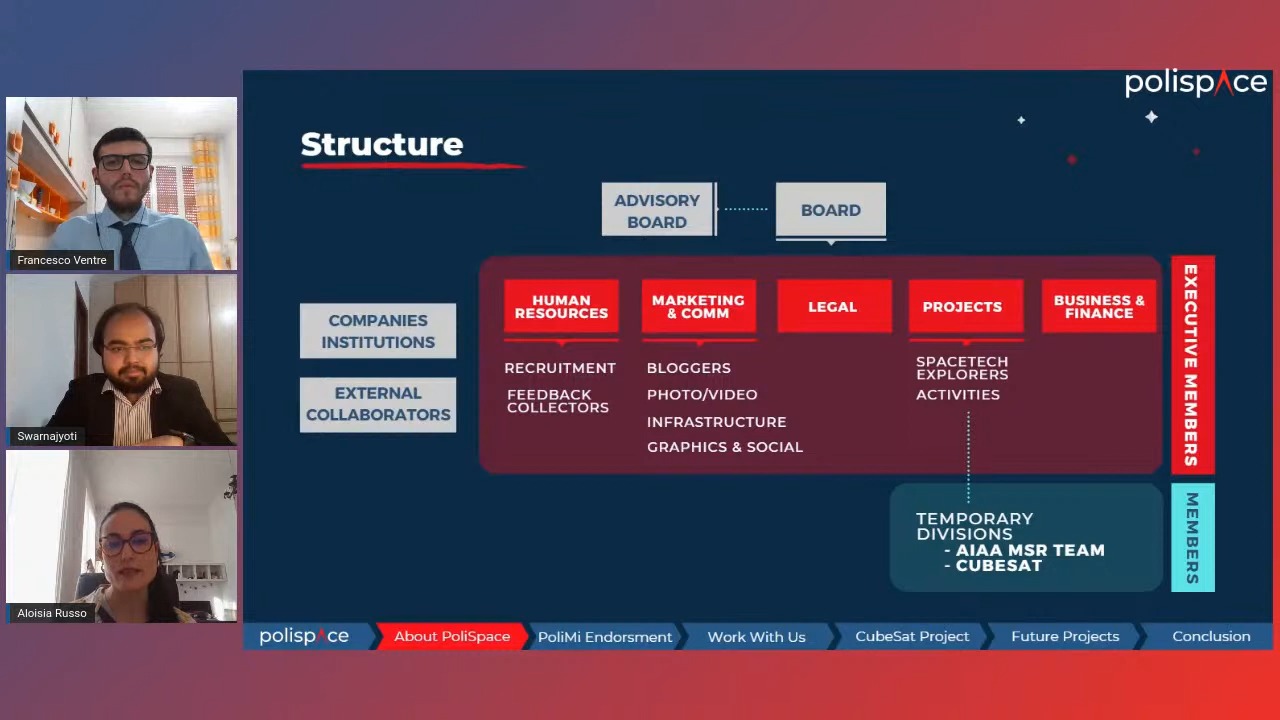 polispace
Structure
ADVISORY
BOARD
BOARD
HUMAN
RESOURCES
MARKETING
& COMM
LEGAL
PROJECTS
BUSINESS &
FINANCE
EXECUTIVE MEMBERS
COMPANIES
INSTITUTIONS
EXTERNAL
COLLABORATORS
RECRUITMENT
FEEDBACK
COLLECTORS
BLOGGERS
PHOTO/VIDEO
INFRASTRUCTURE
GRAPHICS & SOCIAL
SPACETECH
EXPLORERS
ACTIVITIES
TEMPORARY
DIVISIONS
- AIAA MSR TEAM
- CUBESAT
MEMBERS
Francesco Ventre
Swarnajyoti
Aloisia Russo
polispace
About PoliSpace
PoliMi Endorsment
Work With Us
CubeSat Project
Future Projects
Conclusion